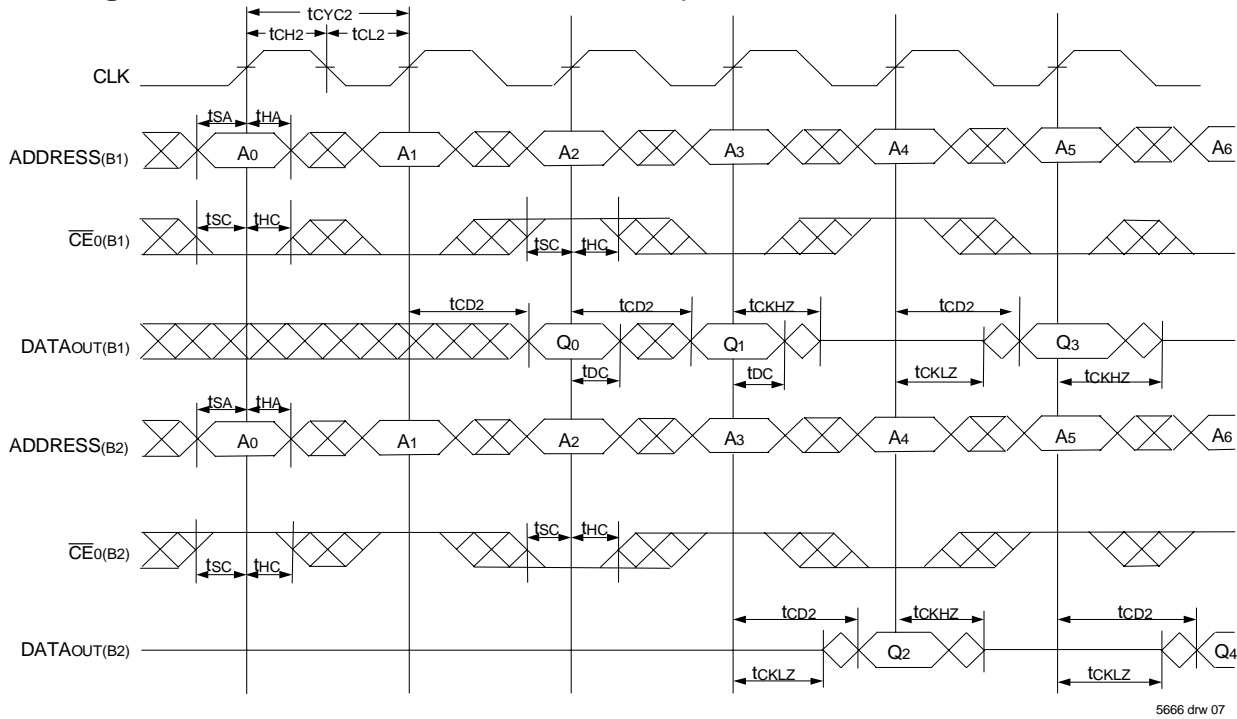 tCYC2
tCH2 tCL2
CLK
tSA tHA
ADDRESS(B1) A0 A1 A2 A3 A4 A5 A6
tSC tHC
CE0(B1) tSC tHC
tCD2 tCD2 tCKHZ tCD2
DATAOUT(B1) Q0 Q1 Q3
tDC tDC tCKLZ tCKHZ
tSA tHA
ADDRESS(B2) A0 A1 A2 A3 A4 A5 A6
tSC tHC
CE0(B2)
tSC tHC
tCD2 tCKHZ tCD2
DATAOUT(B2) Q2 Q4
tCKLZ tCKLZ
5666 drw 07